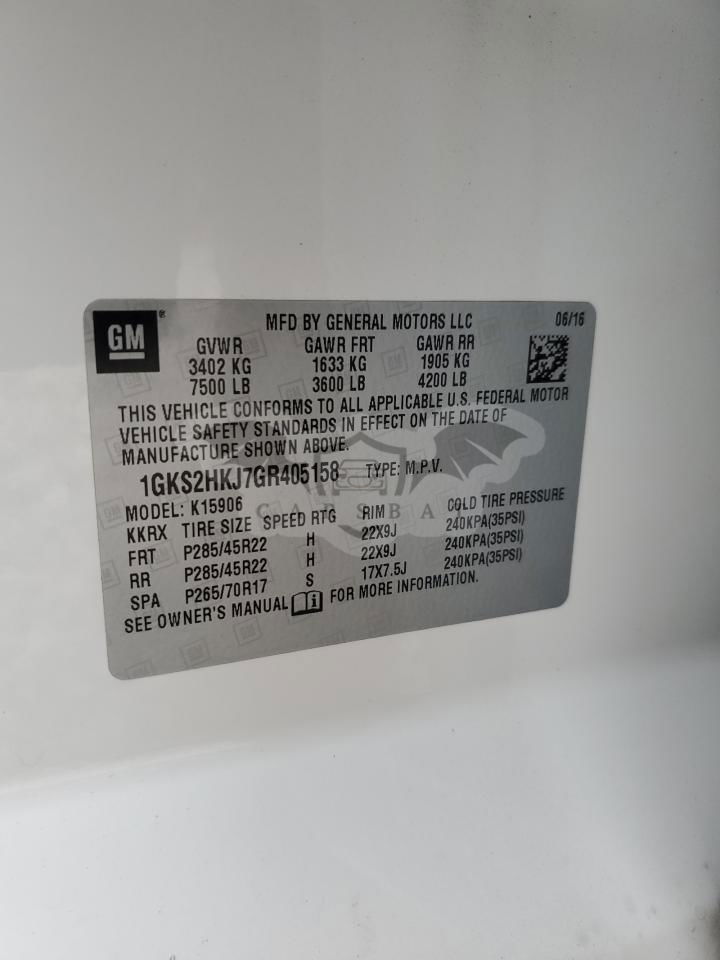 GM ®
MFD BY GENERAL MOTORS LLC 06/16
GVWR GAWR FRT GAWR RR
3402 KG 1633 KG 1905 KG
7500 LB 3600 LB 4200 LB
THIS VEHICLE CONFORMS TO ALL APPLICABLE U.S. FEDERAL MOTOR
VEHICLE SAFETY STANDARDS IN EFFECT ON THE DATE OF
MANUFACTURE SHOWN ABOVE.
1GKS2HKJ7GR405158 TYPE: M.P.V.
MODEL: K15906
KKRX TIRE SIZE SPEED RTG RIM COLD TIRE PRESSURE
FRT P285/45R22 H 22X9J 240KPA(35PSI)
RR P285/45R22 H 22X9J 240KPA(35PSI)
SPA P265/70R17 S 17X7.5J 240KPA(35PSI)
SEE OWNER'S MANUAL FOR MORE INFORMATION.